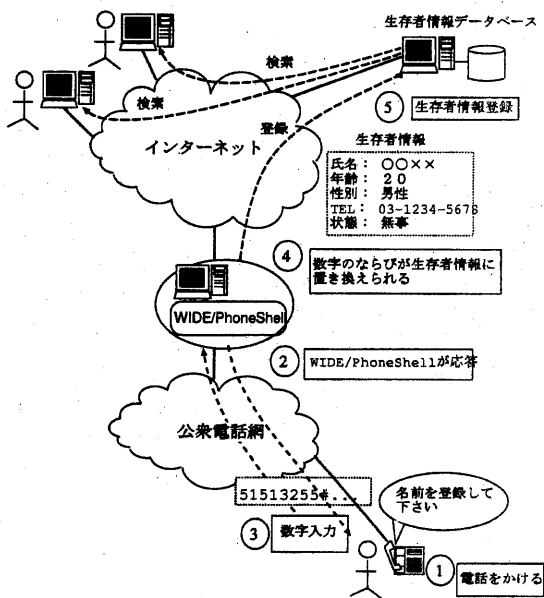 生存者情報データベース
検索
検索
⑤ 生存者情報登録
登録
インターネット
生存者情報
氏名： 〇〇××
年齢： ２０
性別： 男性
TEL： 03-1234-5678
状態： 無事
④ 数字のならびが生存者情報に
置き換えられる
WIDE/PhoneShell
② WIDE/PhoneShellが応答
公衆電話網
51513255#...
名前を登録して
下さい
③ 数字入力
① 電話をかける